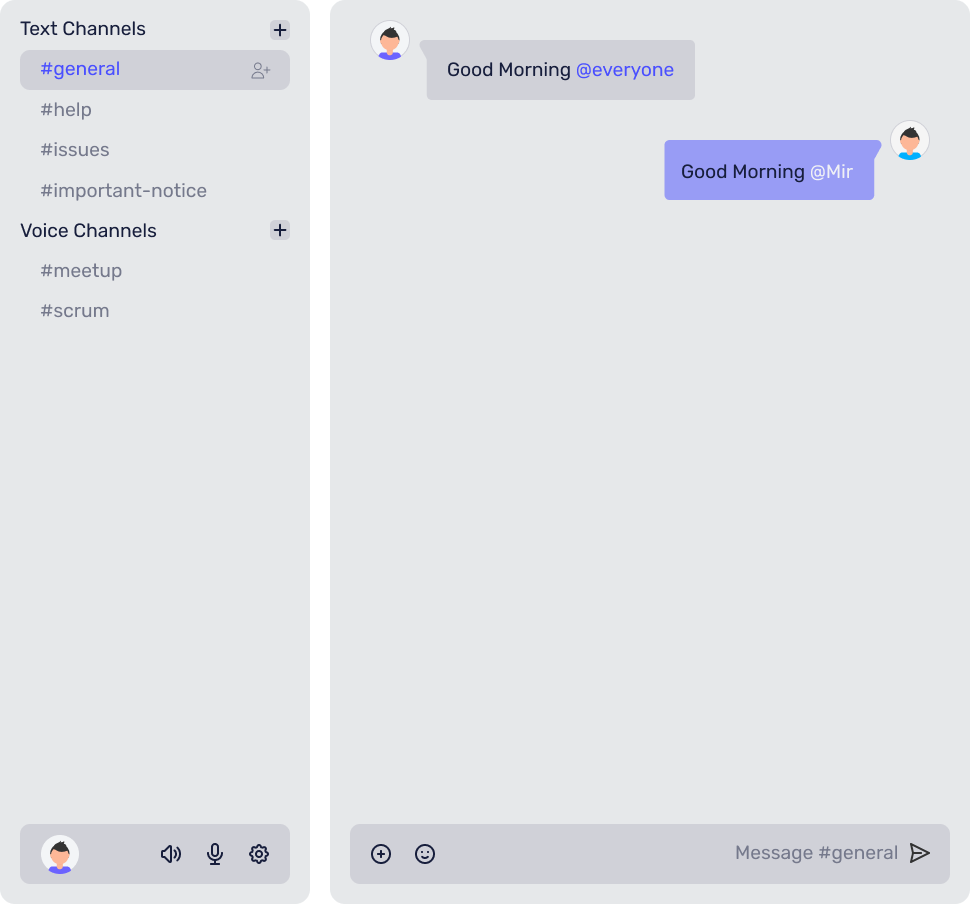 Text Channels
#general
#help
#issues
#important-notice
Voice Channels
#meetup
#scrum
Good Morning @everyone
Good Morning @Mir
Message #general